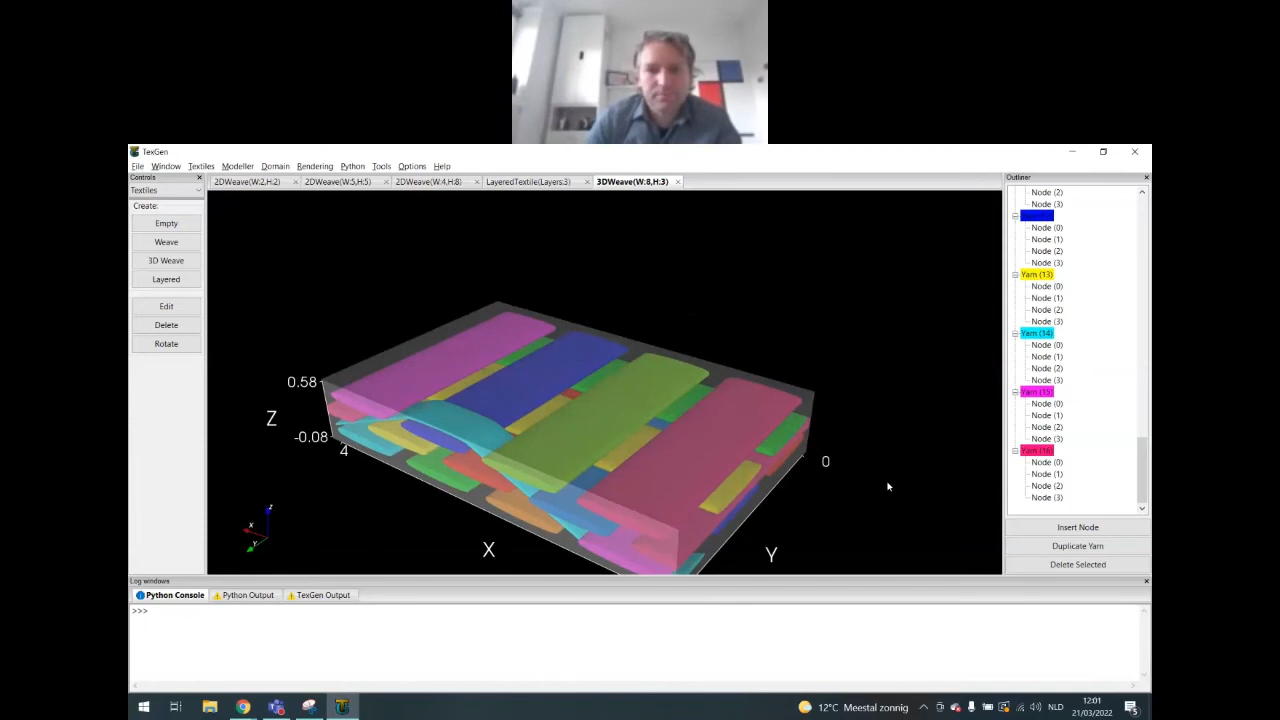 TexGen
File Window Textiles Modeller Domain Rendering Python Tools Options Help
Controls
Textiles
Create:
Empty
Weave
3D Weave
Layered
Edit
Delete
Rotate
2DWeave(W:2,H:2) 2DWeave(W:5,H:5) 2DWeave(W:4,H:8) LayeredTextile(Layers:3) 3DWeave(W:8,H:3)
0.58
Z
-0.08
4
0
X
Y
X
Y
Z
Outliner
Node (2)
Node (3)
Node (0)
Node (1)
Node (2)
Node (3)
Yarn (13)
Node (0)
Node (1)
Node (2)
Node (3)
Yarn (14)
Node (0)
Node (1)
Node (2)
Node (3)
Yarn (15)
Node (0)
Node (1)
Node (2)
Node (3)
Yarn (16)
Node (0)
Node (1)
Node (2)
Node (3)
Insert Node
Duplicate Yarn
Delete Selected
Log windows
Python Console Python Output TexGen Output
>>>
12°C Meestal zonnig NLD 12:01
21/03/2022
5